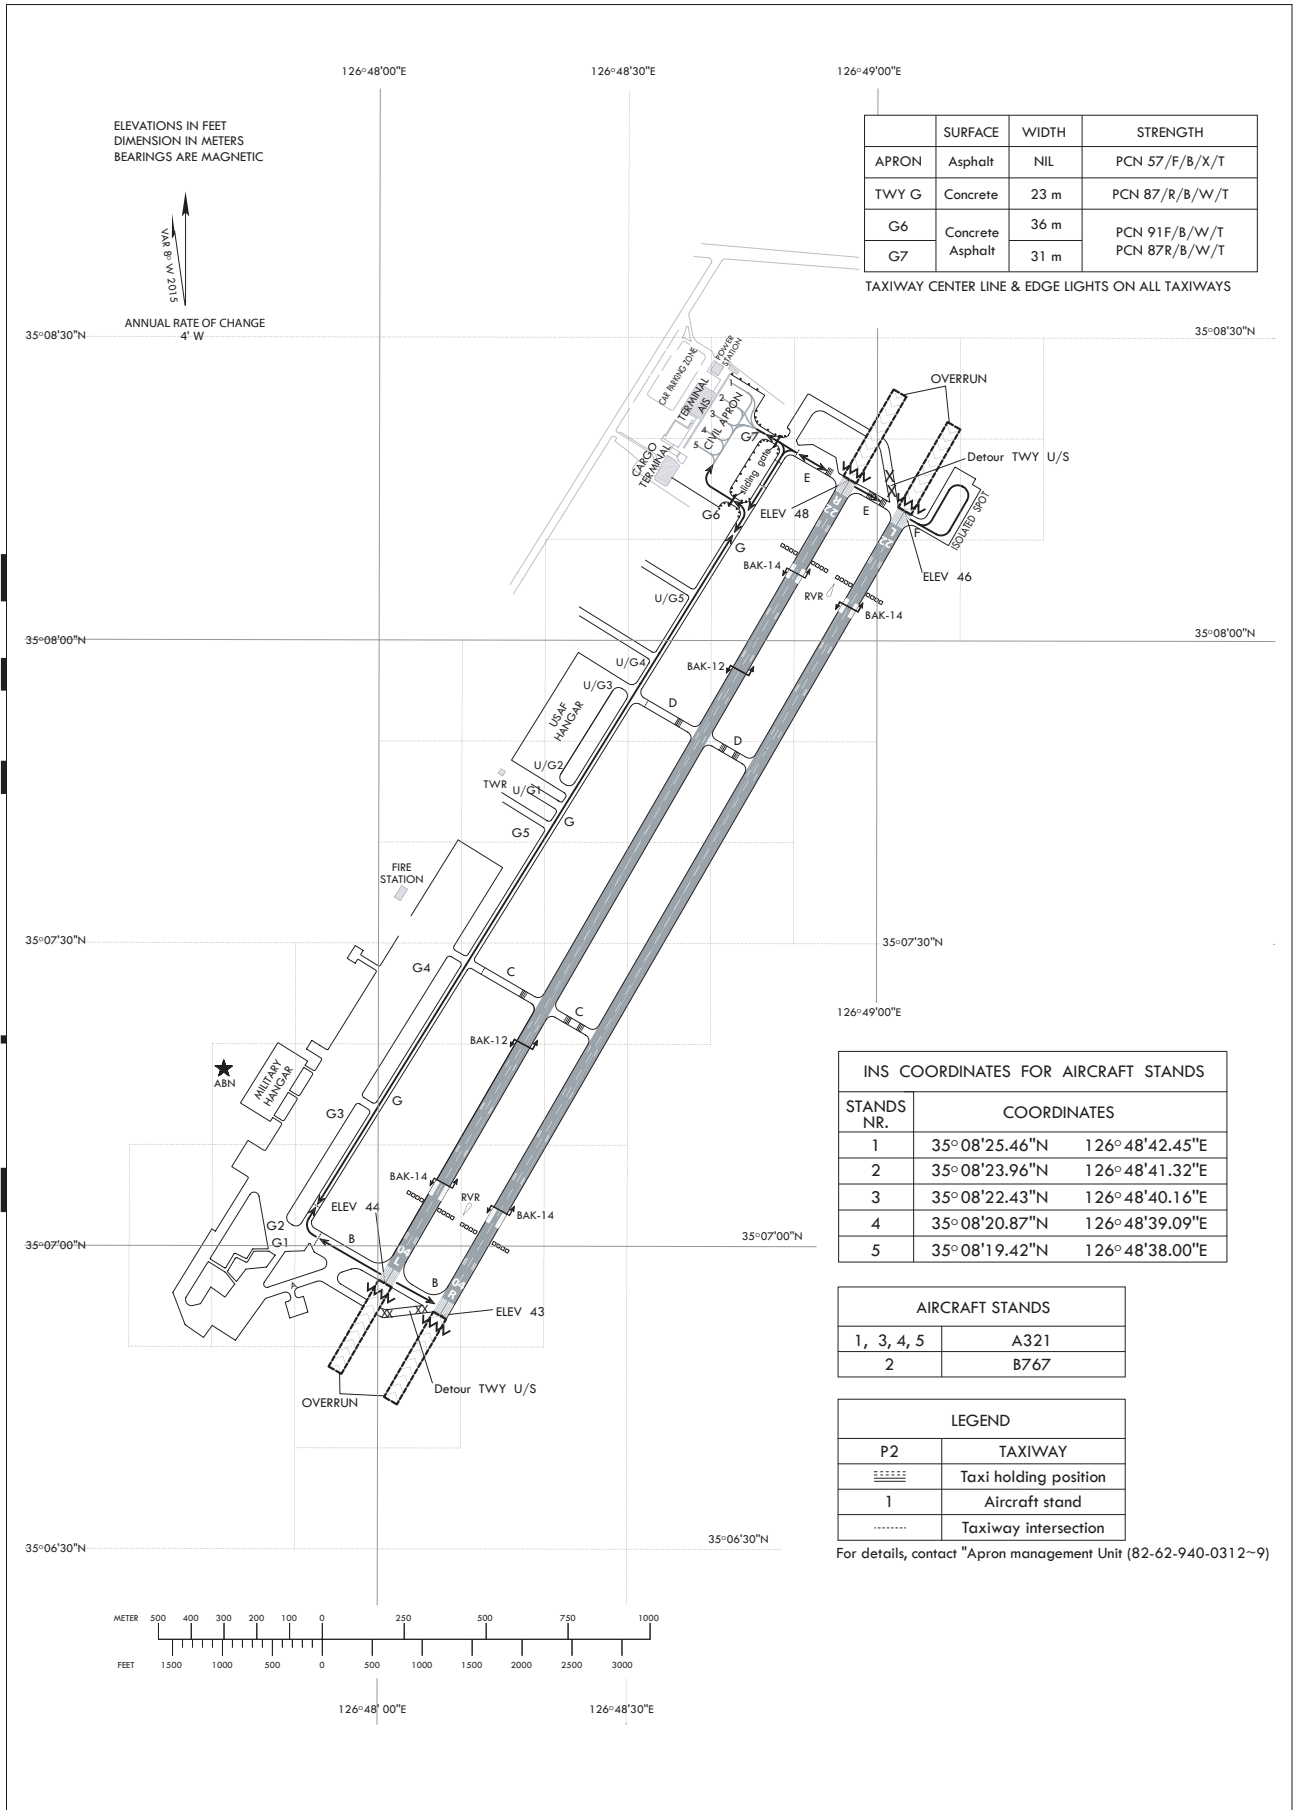 126°48'00"E
126°48'30"E
126°49'00"E
ELEVATIONS IN FEET
DIMENSION IN METERS
BEARINGS ARE MAGNETIC
VAR 8° W 2015
ANNUAL RATE OF CHANGE
4' W
SURFACE WIDTH STRENGTH
APRON Asphalt NIL PCN 57/F/B/X/T
TWY G Concrete 23 m PCN 87/R/B/W/T
G6 36 m
Concrete PCN 91F/B/W/T
Asphalt PCN 87R/B/W/T
G7 31 m
TAXIWAY CENTER LINE & EDGE LIGHTS ON ALL TAXIWAYS
35°08'30"N
35°08'30"N
POWER
STATION
CAR PARKING ZONE
TERMINAL
AIS
CIVIL APRON
1
2
3
4
5
CARGO
TERMINAL
G7
sliding gate
G6
OVERRUN
Detour TWY U/S
E
E
ELEV 48
22
R
22
L
F
ISOLATED SPOT
ELEV 46
G
BAK-14
RVR
BAK-14
U/G5
35°08'00"N
35°08'00"N
U/G4
BAK-12
U/G3
D
USAF
HANGAR
D
U/G2
TWR
U/G1
G
G5
FIRE
STATION
35°07'30"N
35°07'30"N
G4
C
C
126°49'00"E
BAK-12
ABN
MILITARY
HANGAR
G3
G
BAK-14
RVR
BAK-14
ELEV 44
G2
G1
B
04
L
35°07'00"N
35°07'00"N
A
B
04
R
ELEV 43
Detour TWY U/S
OVERRUN
INS COORDINATES FOR AIRCRAFT STANDS
STANDS
NR.
COORDINATES
1 35°08'25.46"N 126°48'42.45"E
2 35°08'23.96"N 126°48'41.32"E
3 35°08'22.43"N 126°48'40.16"E
4 35°08'20.87"N 126°48'39.09"E
5 35°08'19.42"N 126°48'38.00"E
AIRCRAFT STANDS
1, 3, 4, 5 A321
2 B767
LEGEND
P2 TAXIWAY
Taxi holding position
1 Aircraft stand
Taxiway intersection
35°06'30"N
35°06'30"N
For details, contact "Apron management Unit (82-62-940-0312~9)
METER 500 400 300 200 100 0 250 500 750 1000
FEET 1500 1000 500 0 500 1000 1500 2000 2500 3000
126°48' 00"E
126°48'30"E